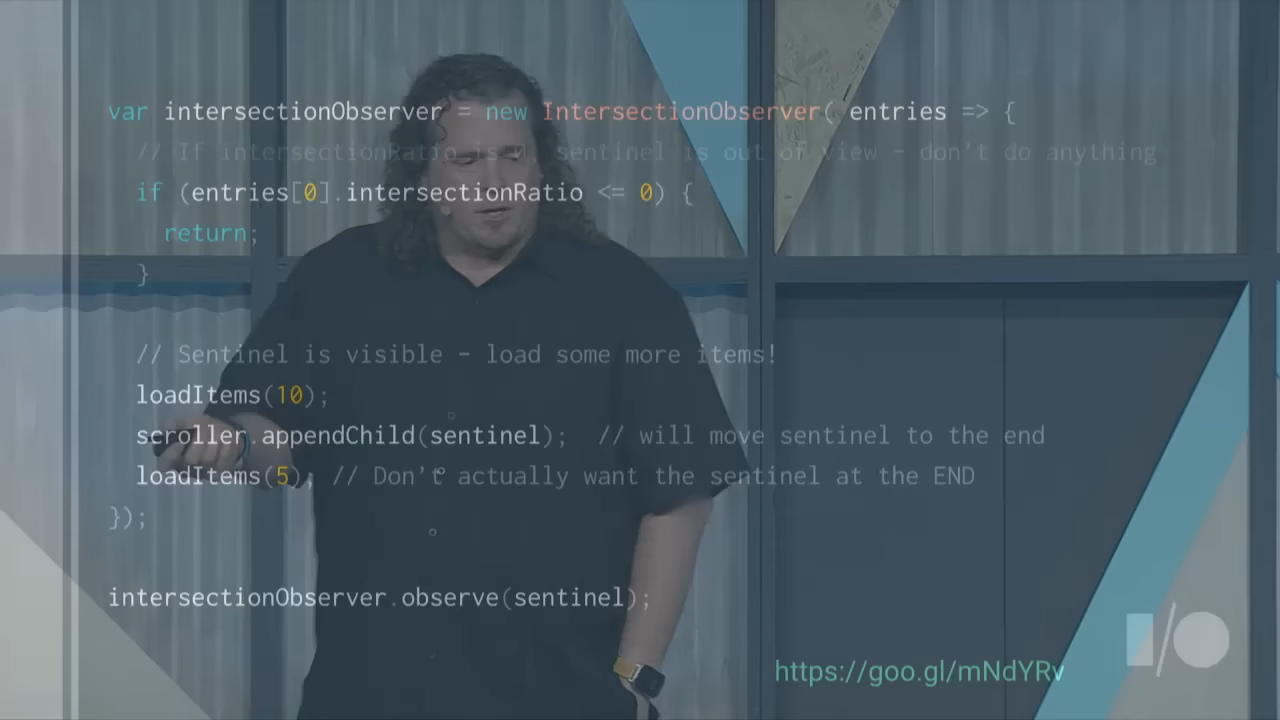 var intersectionObserver = new IntersectionObserver( entries => {
// If intersectionRatio is 0, sentinel is out of view - don't do anything
if (entries[0].intersectionRatio <= 0) {
return;
}
// Sentinel is visible - load some more items!
loadItems(10);
scroller.appendChild(sentinel);  // will move sentinel to the end
loadItems(5); // Don't actually want the sentinel at the END
});
intersectionObserver.observe(sentinel);
https://goo.gl/mNdYRv
I/O